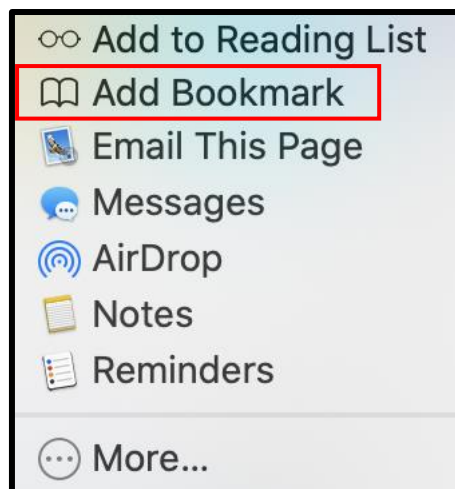 Add to Reading List
Add Bookmark
Email This Page
Messages
AirDrop
Notes
Reminders
More...